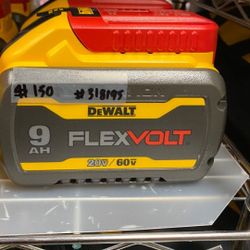 $150 #318195
DEWALT
9 FLEXVOLT
AH
20V / 60V